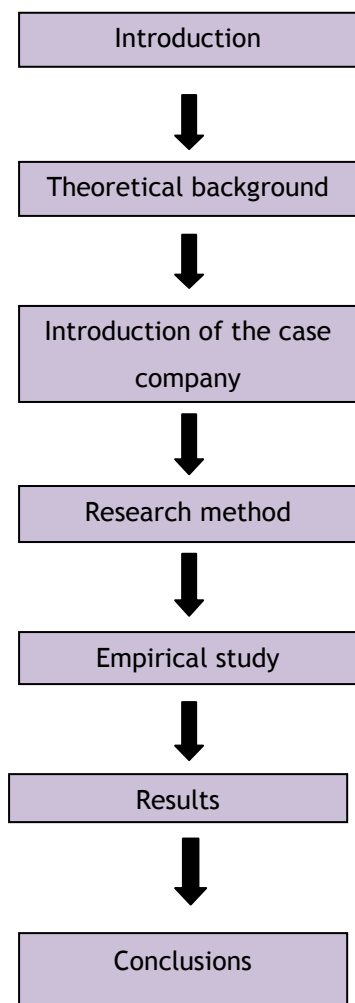 Introduction
Theoretical background
Introduction of the case
company
Research method
Empirical study
Results
Conclusions